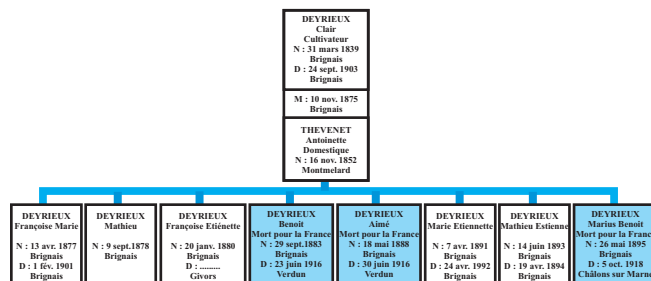 DEYRIEUX
Clair
Cultivateur
N : 31 mars 1839
Brignais
D : 24 sept. 1903
Brignais
M : 10 nov. 1875
Brignais
THEVENET
Antoinette
Domestique
N : 16 nov. 1852
Montmelard
DEYRIEUX
Françoise Marie
N : 13 avr. 1877
Brignais
D : 1 fév. 1901
Brignais
DEYRIEUX
Mathieu
N : 9 sept.1878
Brignais
DEYRIEUX
Françoise Etiénette
N : 20 janv. 1880
Brignais
D : .........
Givors
DEYRIEUX
Benoit
Mort pour la France
N : 29 sept.1883
Brignais
D : 23 juin 1916
Verdun
DEYRIEUX
Aimé
Mort pour la France
N : 18 mai 1888
Brignais
D : 30 juin 1916
Verdun
DEYRIEUX
Marie Etiennette
N : 7 avr. 1891
Brignais
D : 24 avr. 1992
Brignais
DEYRIEUX
Mathieu Estienne
N : 14 juin 1893
Brignais
D : 19 avr. 1894
Brignais
DEYRIEUX
Marius Benoit
Mort pour la France
N : 26 mai 1895
Brignais
D : 5 oct. 1918
Châlons sur Marne